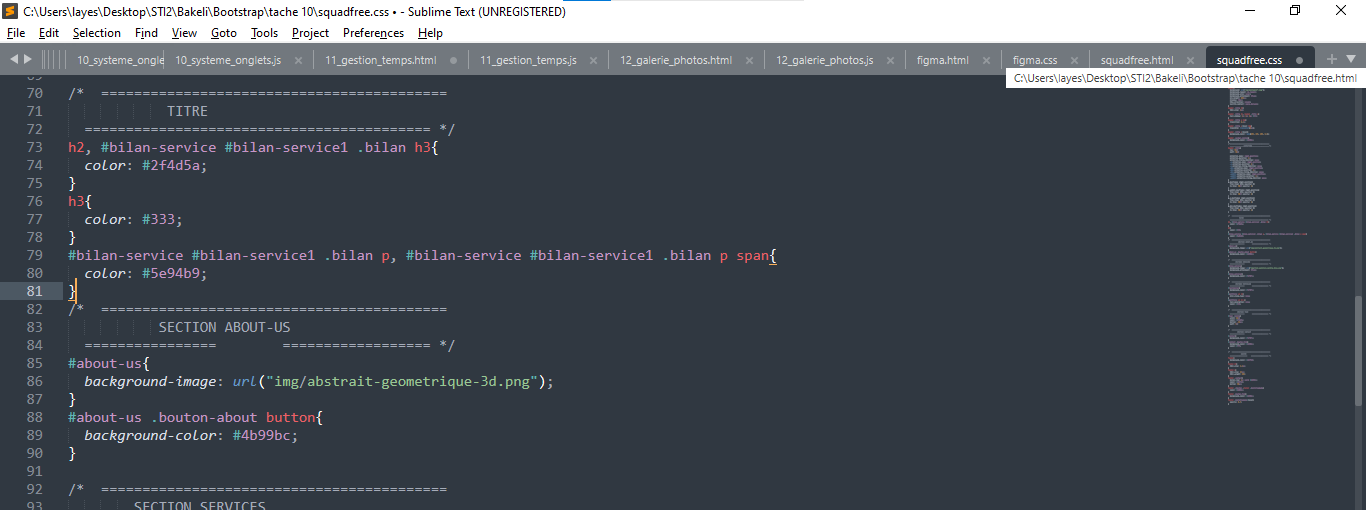 C:\Users\layes\Desktop\STI2\Bakeli\Bootstrap\tache 10\squadfree.css • - Sublime Text (UNREGISTERED)
File Edit Selection Find View Goto Tools Project Preferences Help
10_systeme_ongle 10_systeme_onglets.js 11_gestion_temps.html 11_gestion_temps.js 12_galerie_photos.html 12_galerie_photos.js figma.html figma.css squadfree.html squadfree.css
C:\Users\layes\Desktop\STI2\Bakeli\Bootstrap\tache 10\squadfree.html
69
70 /* ==========================================
71 TITRE
72 ========================================== */
73 h2, #bilan-service #bilan-service1 .bilan h3{
74 color: #2f4d5a;
75 }
76 h3{
77 color: #333;
78 }
79 #bilan-service #bilan-service1 .bilan p, #bilan-service #bilan-service1 .bilan p span{
80 color: #5e94b9;
81 }
82 /* ==========================================
83 SECTION ABOUT-US
84 ================ ================== */
85 #about-us{
86 background-image: url("img/abstrait-geometrique-3d.png");
87 }
88 #about-us .bouton-about button{
89 background-color: #4b99bc;
90 }
91
92 /* ==========================================
93 SECTION SERVICES